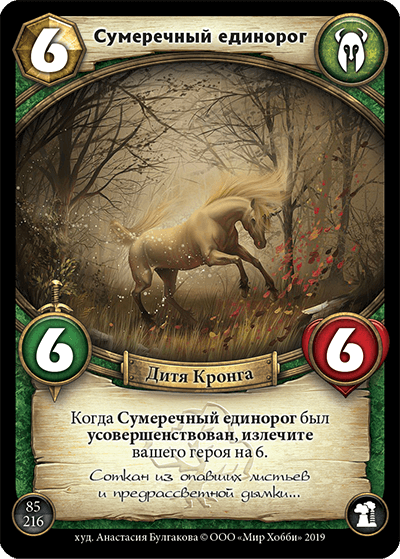 6
Сумеречный единорог
6
6
Дитя Кронга
Когда Сумеречный единорог был
усовершенствован, излечите
вашего героя на 6.
Соткан из опавших листьев
и предрассветной дымки...
85
216
худ. Анастасия Булгакова © ООО «Мир Хобби» 2019